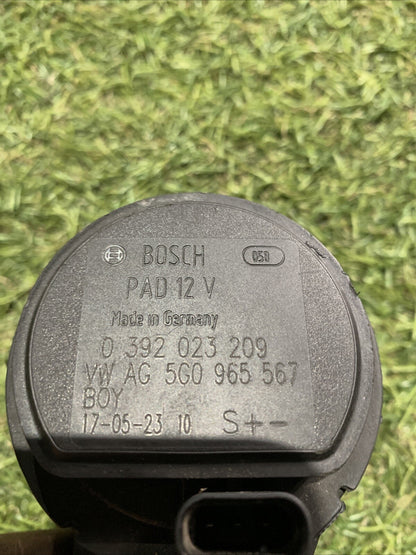 BOSCH 050
PAD 12 V
Made in Germany
0 392 023 209
VW AG 5G0 965 567
BOY
17-05-23 10 S+-